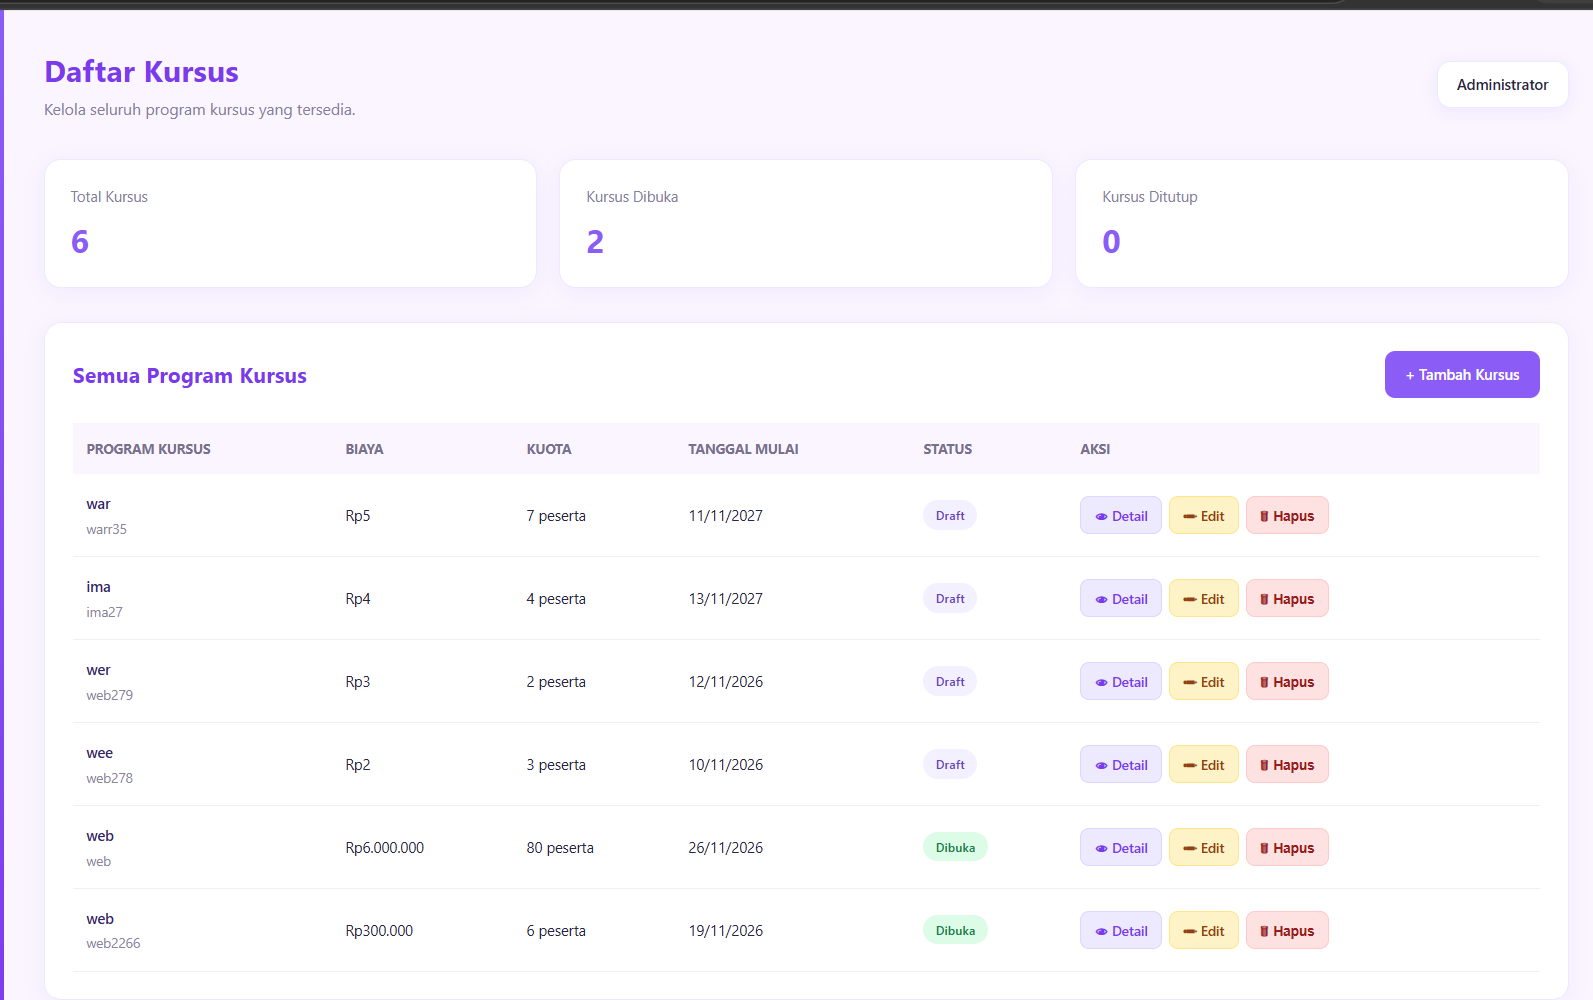 Daftar Kursus
Kelola seluruh program kursus yang tersedia.
Administrator
Total Kursus
6
Kursus Dibuka
2
Kursus Ditutup
0
Semua Program Kursus
+ Tambah Kursus
PROGRAM KURSUS BIAYA KUOTA TANGGAL MULAI STATUS AKSI
war
warr35
Rp5 7 peserta 11/11/2027 Draft Detail Edit Hapus
ima
ima27
Rp4 4 peserta 13/11/2027 Draft Detail Edit Hapus
wer
web279
Rp3 2 peserta 12/11/2026 Draft Detail Edit Hapus
wee
web278
Rp2 3 peserta 10/11/2026 Draft Detail Edit Hapus
web
web
Rp6.000.000 80 peserta 26/11/2026 Dibuka Detail Edit Hapus
web
web2266
Rp300.000 6 peserta 19/11/2026 Dibuka Detail Edit Hapus